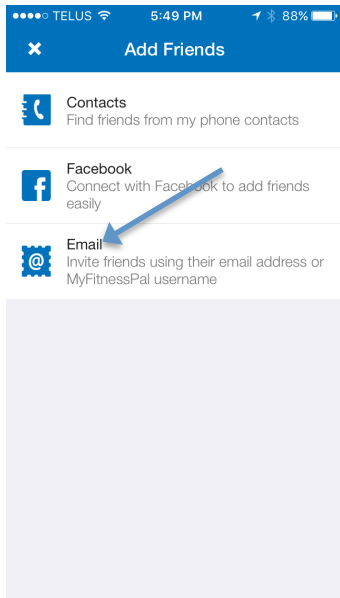 TELUS 5:49 PM 88%
× Add Friends
Contacts
Find friends from my phone contacts
Facebook
Connect with Facebook to add friends
easily
Email
@
Invite friends using their email address or
MyFitnessPal username